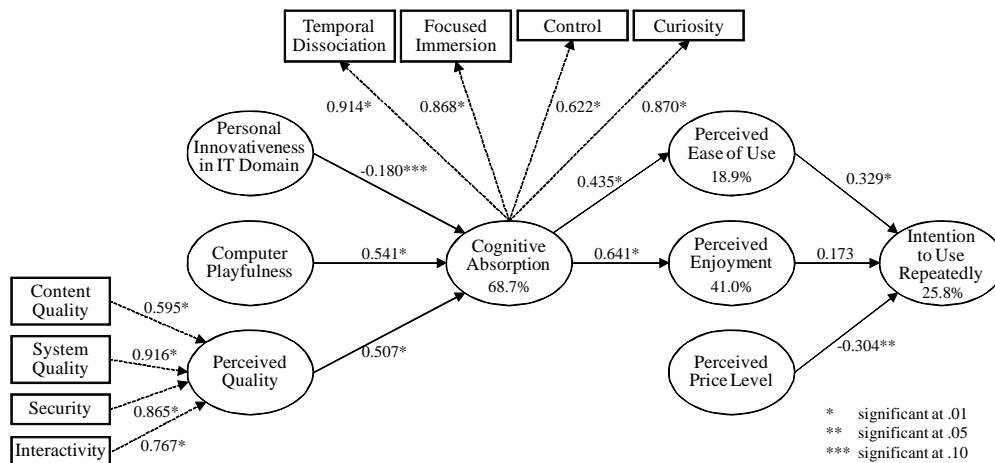 Temporal
Dissociation
Focused
Immersion
Control
Curiosity
0.914*
0.868*
0.622*
0.870*
Personal
Innovativeness
in IT Domain
-0.180***
Perceived
Ease of Use
18.9%
0.435*
0.329*
Computer
Playfulness
0.541*
Cognitive
Absorption
68.7%
0.641*
Perceived
Enjoyment
41.0%
0.173
Intention
to Use
Repeatedly
25.8%
Content
Quality
0.595*
System
Quality
0.916*
Security
0.865*
Interactivity
0.767*
Perceived
Quality
0.507*
Perceived
Price Level
-0.304**
* significant at .01
** significant at .05
*** significant at .10